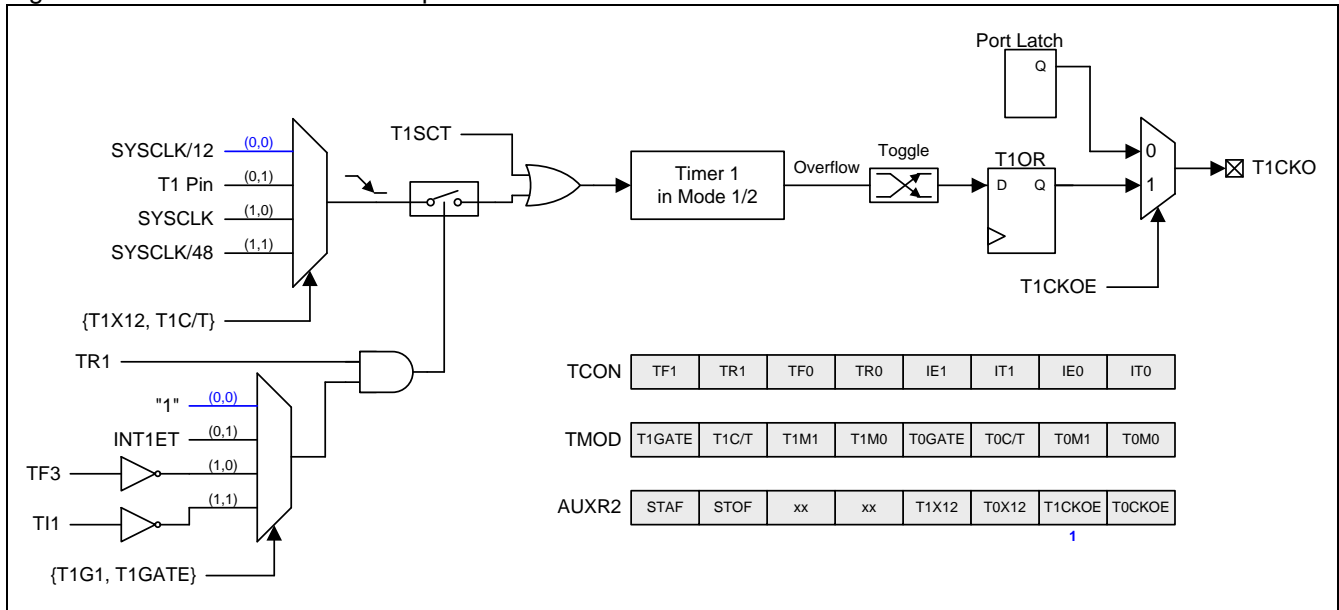 Port Latch
Q
T1SCT
SYSCLK/12 (0,0)
T1 Pin (0,1)
SYSCLK (1,0)
SYSCLK/48 (1,1)
{T1X12, T1C/T}
Timer 1
in Mode 1/2
Overflow
Toggle
T1OR
D Q
0
1
T1CKO
T1CKOE
TR1
"1" (0,0)
INT1ET (0,1)
TF3 (1,0)
TI1 (1,1)
{T1G1, T1GATE}
TCON TF1 TR1 TF0 TR0 IE1 IT1 IE0 IT0
TMOD T1GATE T1C/T T1M1 T1M0 T0GATE T0C/T T0M1 T0M0
AUXR2 STAF STOF xx xx T1X12 T0X12 T1CKOE T0CKOE
1